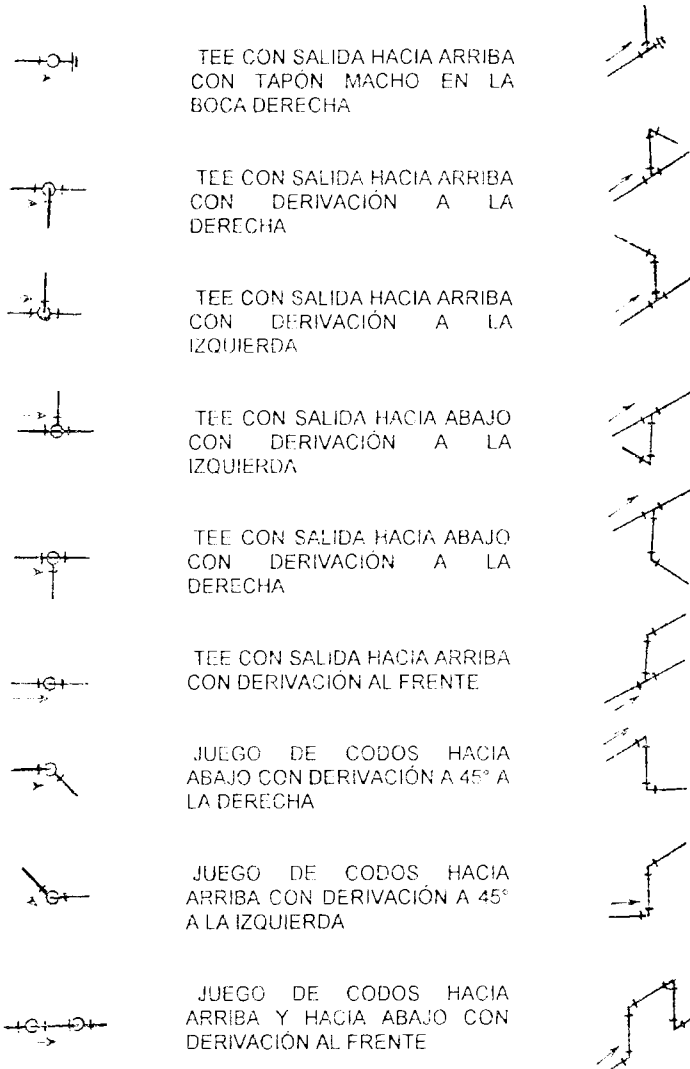 TEE CON SALIDA HACIA ARRIBA
CON TAPÓN MACHO EN LA
BOCA DERECHA
TEE CON SALIDA HACIA ARRIBA
CON DERIVACIÓN A LA
DERECHA
TEE CON SALIDA HACIA ARRIBA
CON DERIVACIÓN A LA
IZQUIERDA
TEE CON SALIDA HACIA ABAJO
CON DERIVACIÓN A LA
IZQUIERDA
TEE CON SALIDA HACIA ABAJO
CON DERIVACIÓN A LA
DERECHA
TEE CON SALIDA HACIA ARRIBA
CON DERIVACIÓN AL FRENTE
JUEGO DE CODOS HACIA
ABAJO CON DERIVACIÓN A 45° A
LA DERECHA
JUEGO DE CODOS HACIA
ARRIBA CON DERIVACIÓN A 45°
A LA IZQUIERDA
JUEGO DE CODOS HACIA
ARRIBA Y HACIA ABAJO CON
DERIVACIÓN AL FRENTE